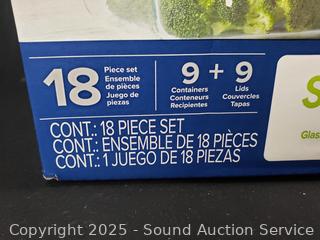 18
Piece set
Ensemble
de pièces
Juego de
piezas
9 + 9
Containers
Conteneurs
Recipientes
Lids
Couvercles
Tapas
S
Glass
CONT.: 18 PIECE SET
CONT.: ENSEMBLE DE 18 PIÈCES
CONT.: 1 JUEGO DE 18 PIEZAS
Copyright © 2025 - Sound Auction Service